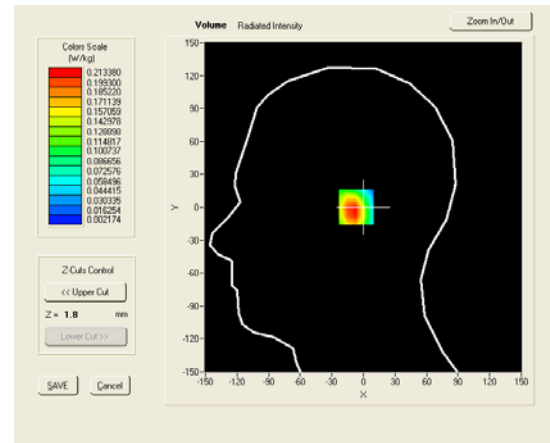 Volume Radiated Intensity
Zoom In/Out
Colors Scale
(W/kg)
0.213380
0.199300
0.185220
0.171139
0.157059
0.142978
0.128898
0.114817
0.100737
0.086656
0.072576
0.058496
0.044415
0.030335
0.016254
0.002174
Z-Cuts Control
<< Upper Cut
Z = 1.8 mm
Lower Cut >>
SAVE Cancel
150
120
90
60
30
0
-30
-60
-90
-120
-150
Y
-150 -120 -90 -60 -30 0 30 60 90 120 150
X